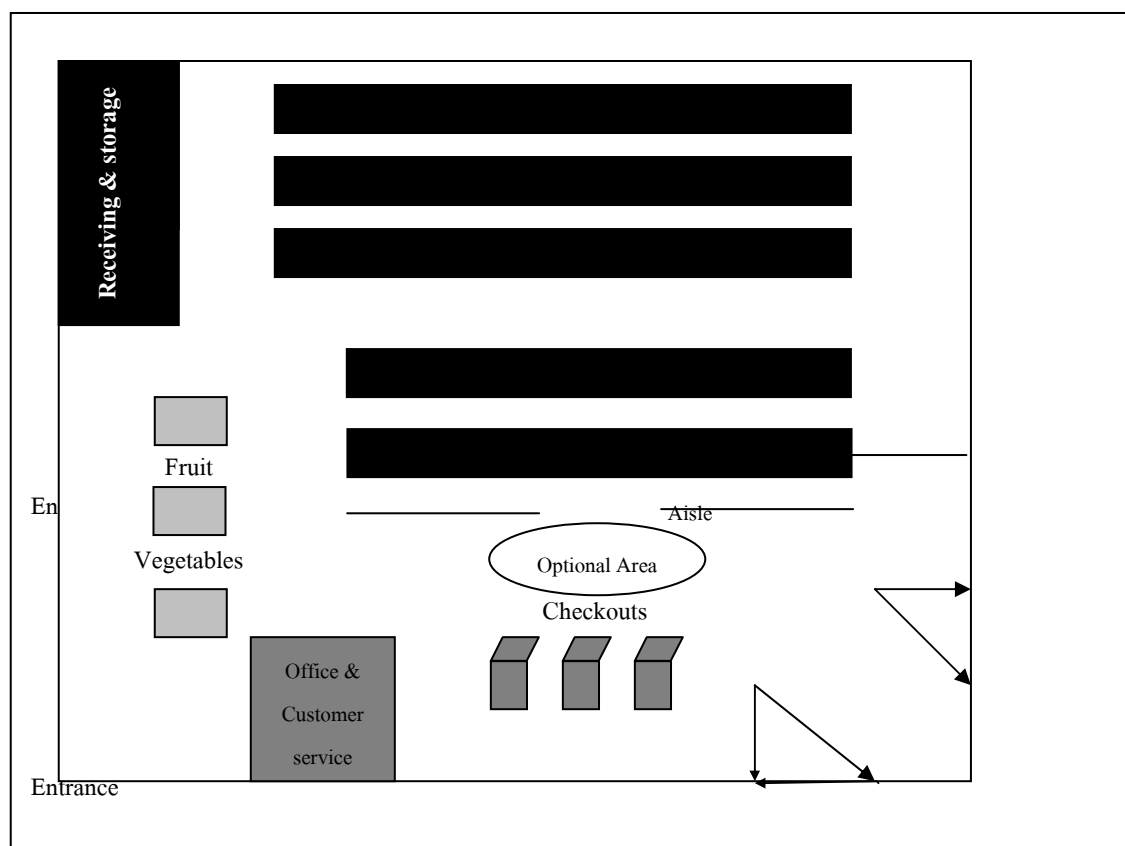 Receiving & storage
Fruit
En
Aisle
Vegetables
Optional Area
Checkouts
Office &
Customer
service
Entrance